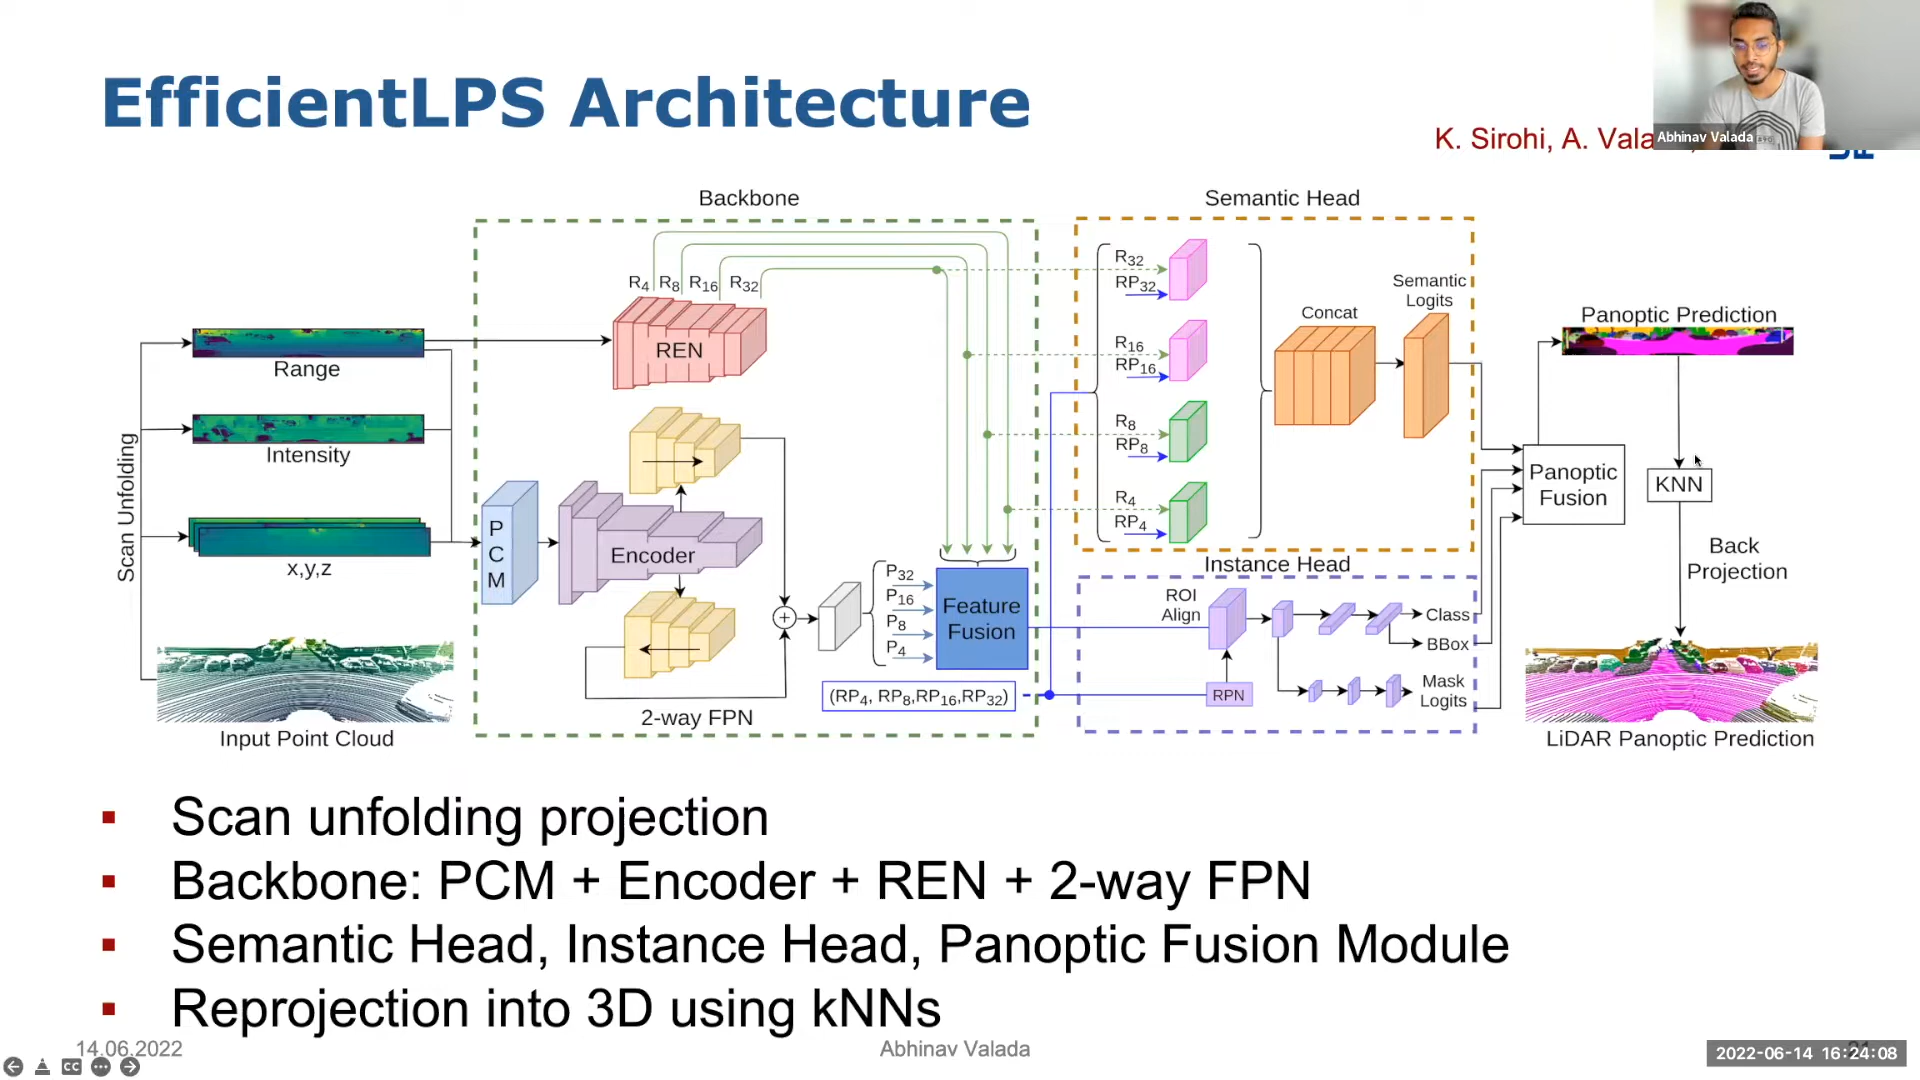 EfficientLPS Architecture
K. Sirohi, A. Vala
Abhinav Valada
Backbone
Semantic Head
R4 R8 R16 R32
REN
Range
Intensity
Scan Unfolding
x,y,z
Input Point Cloud
PCM
Encoder
2-way FPN
P32
P16
P8
P4
Feature
Fusion
(RP4, RP8,RP16,RP32)
R32
RP32
R16
RP16
R8
RP8
R4
RP4
Concat
Semantic
Logits
Instance Head
ROI
Align
RPN
Class
BBox
Mask
Logits
Panoptic
Fusion
Panoptic Prediction
KNN
Back
Projection
LiDAR Panoptic Prediction
▪ Scan unfolding projection
▪ Backbone: PCM + Encoder + REN + 2-way FPN
▪ Semantic Head, Instance Head, Panoptic Fusion Module
▪ Reprojection into 3D using kNNs
14.06.2022
Abhinav Valada
CC
2022-06-14 16:24:08